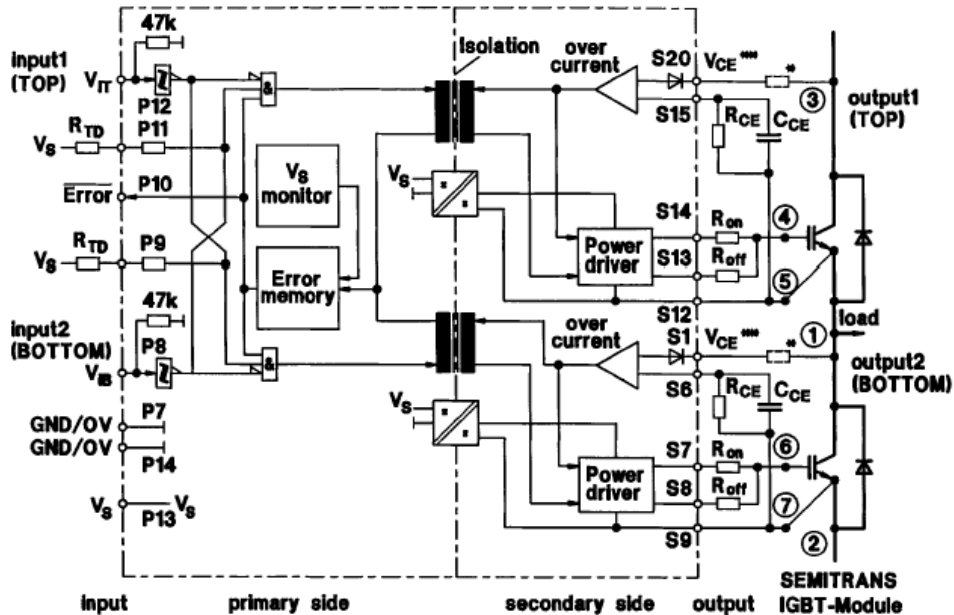 47k
input1
(TOP)
V_IT
P12
R_TD
P11
V_S
P10
Error
R_TD
P9
V_S
47k
input2
(BOTTOM)
P8
V_IB
P7
GND/OV
GND/OV
P14
V_S
P13
V_S
&
&
V_S
monitor
Error
memory
Isolation
V_S
=
=
V_S
=
=
over
current
S20
V_CE ***
*
S15
R_CE
C_CE
3
output1
(TOP)
S14
R_on
4
Power
driver
S13
R_off
5
S12
1
load
over
current
S1
V_CE ***
*
output2
(BOTTOM)
S6
R_CE
C_CE
S7
R_on
6
Power
driver
S8
R_off
7
S9
2
input
primary side
secondary side
output
SEMITRANS
IGBT-Module